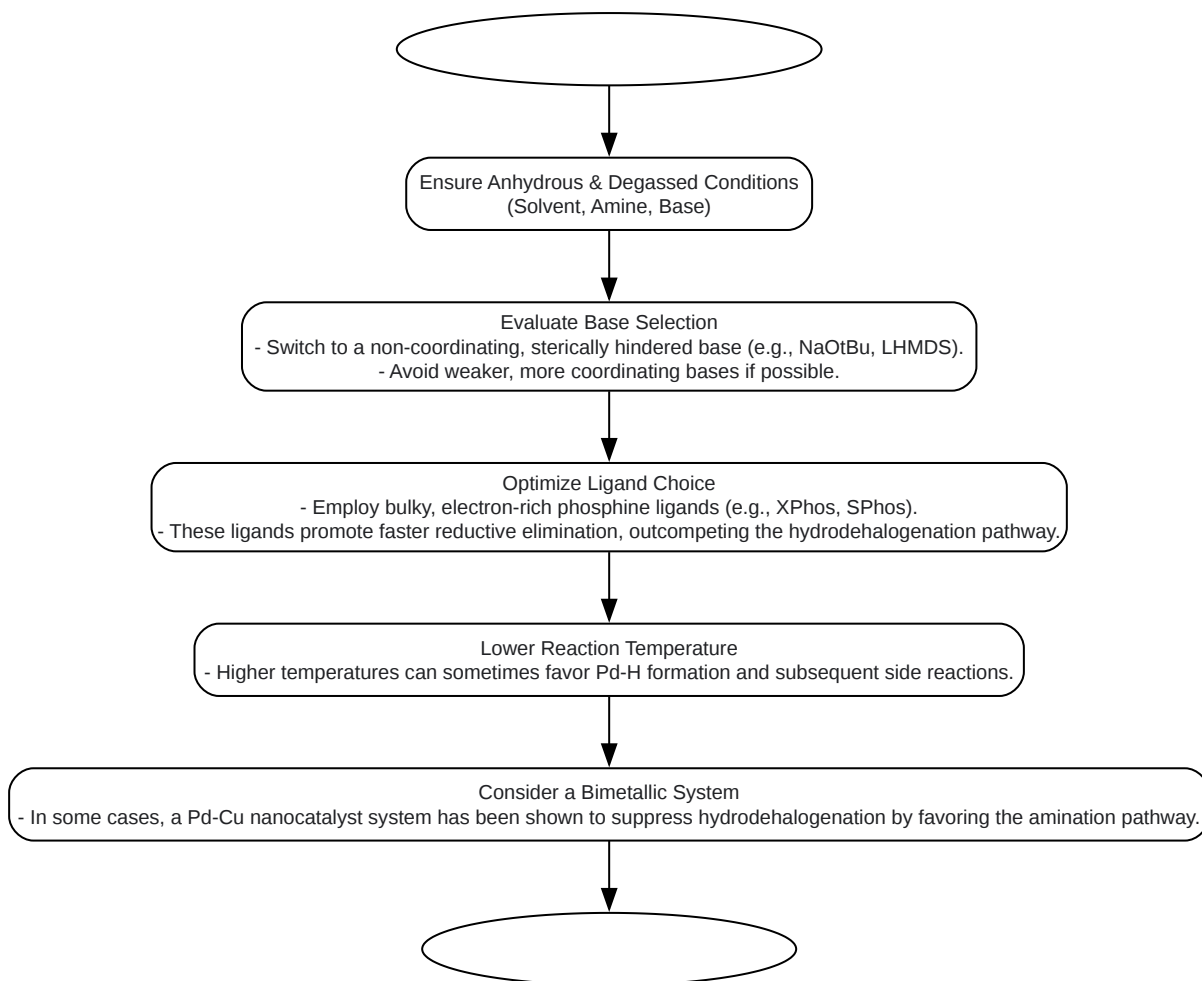 Ensure Anhydrous & Degassed Conditions
(Solvent, Amine, Base)
Evaluate Base Selection
- Switch to a non-coordinating, sterically hindered base (e.g., NaOtBu, LHMDS).
- Avoid weaker, more coordinating bases if possible.
Optimize Ligand Choice
- Employ bulky, electron-rich phosphine ligands (e.g., XPhos, SPhos).
- These ligands promote faster reductive elimination, outcompeting the hydrodehalogenation pathway.
Lower Reaction Temperature
- Higher temperatures can sometimes favor Pd-H formation and subsequent side reactions.
Consider a Bimetallic System
- In some cases, a Pd-Cu nanocatalyst system has been shown to suppress hydrodehalogenation by favoring the amination pathway.